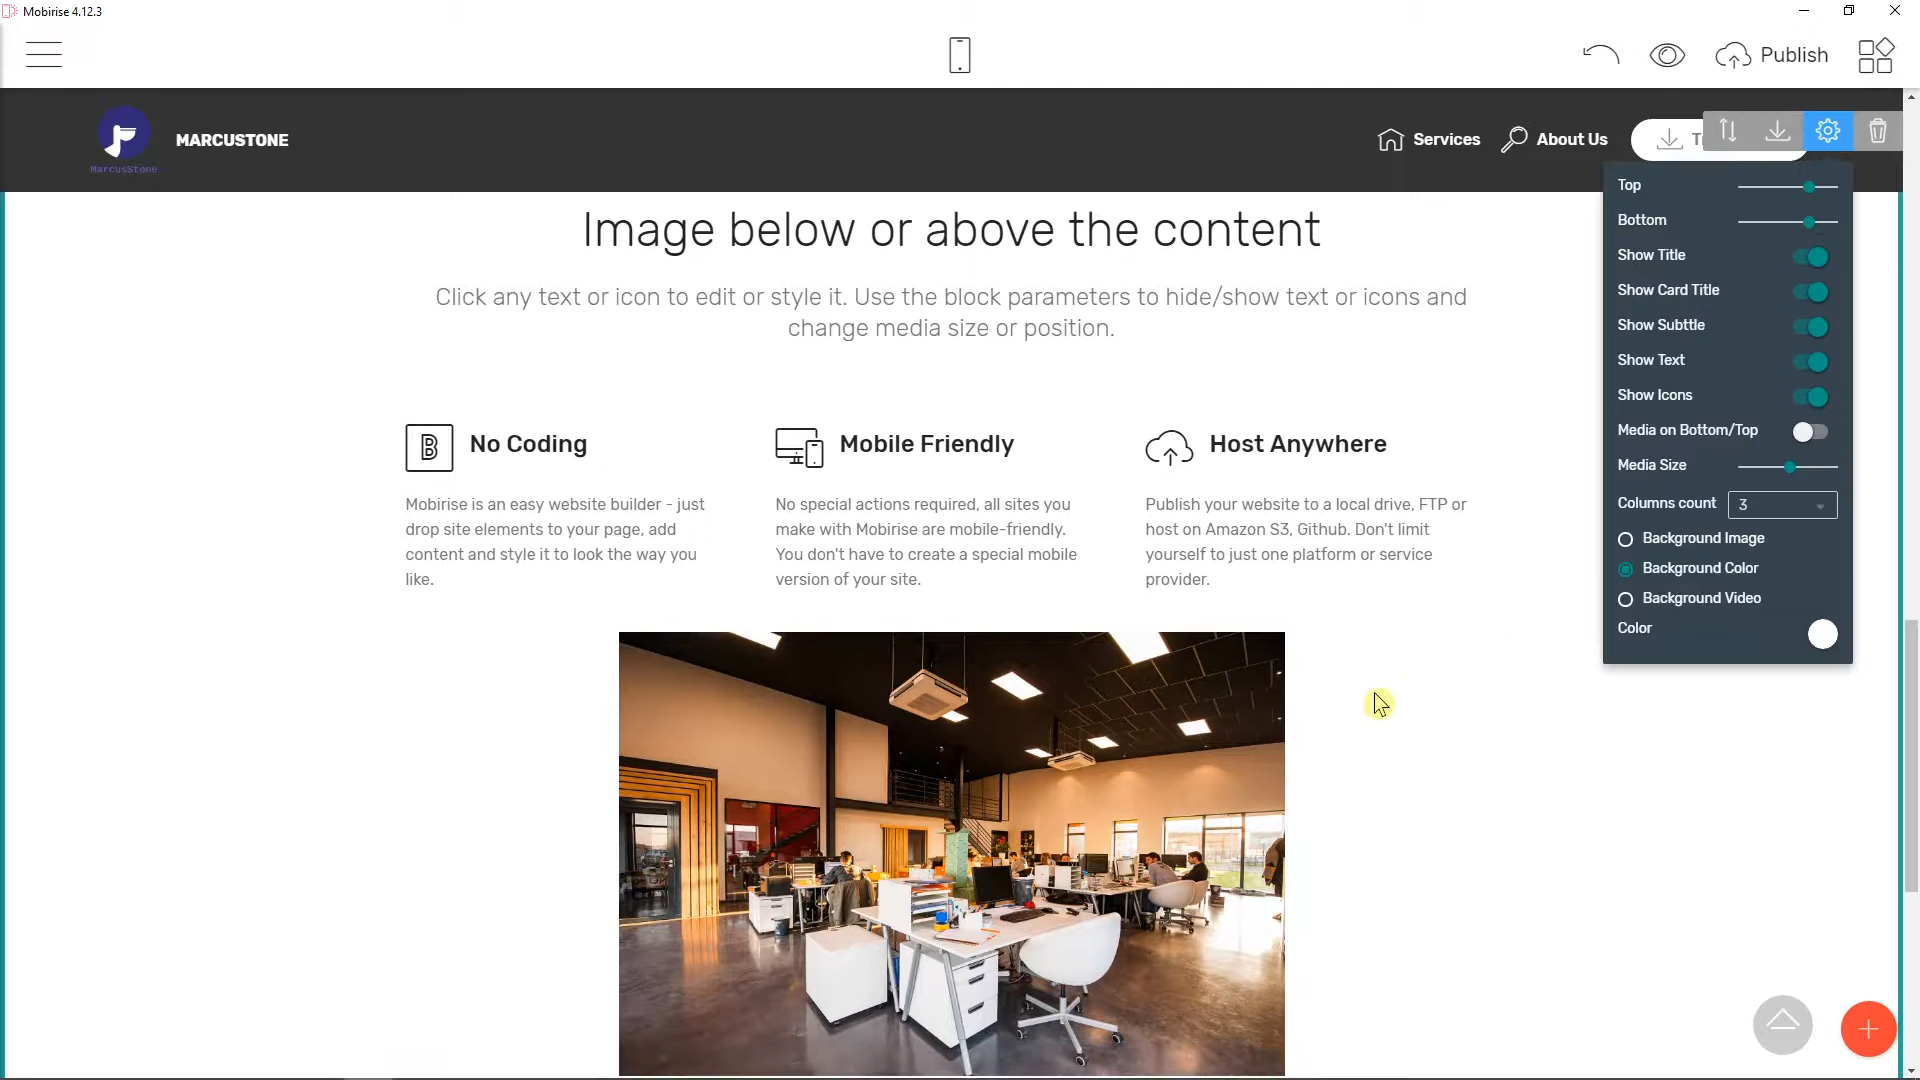 Mobirise 4.12.3
Publish
MarcusStone
MARCUSTONE
Services
About Us
T
Top
Bottom
Show Title
Show Card Title
Show Subttle
Show Text
Show Icons
Media on Bottom/Top
Media Size
Columns count
3
Background Image
Background Color
Background Video
Color
Image below or above the content
Click any text or icon to edit or style it. Use the block parameters to hide/show text or icons and
change media size or position.
B
No Coding
Mobirise is an easy website builder - just
drop site elements to your page, add
content and style it to look the way you
like.
Mobile Friendly
No special actions required, all sites you
make with Mobirise are mobile-friendly.
You don't have to create a special mobile
version of your site.
Host Anywhere
Publish your website to a local drive, FTP or
host on Amazon S3, Github. Don't limit
yourself to just one platform or service
provider.